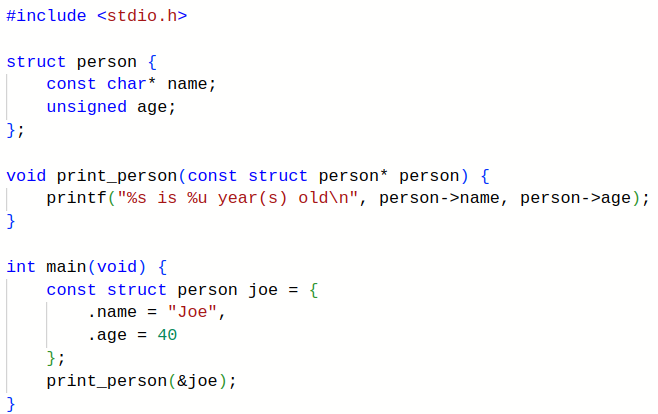 #include <stdio.h>

struct person {
    const char* name;
    unsigned age;
};

void print_person(const struct person* person) {
    printf("%s is %u year(s) old\n", person->name, person->age);
}

int main(void) {
    const struct person joe = {
        .name = "Joe",
        .age = 40
    };
    print_person(&joe);
}